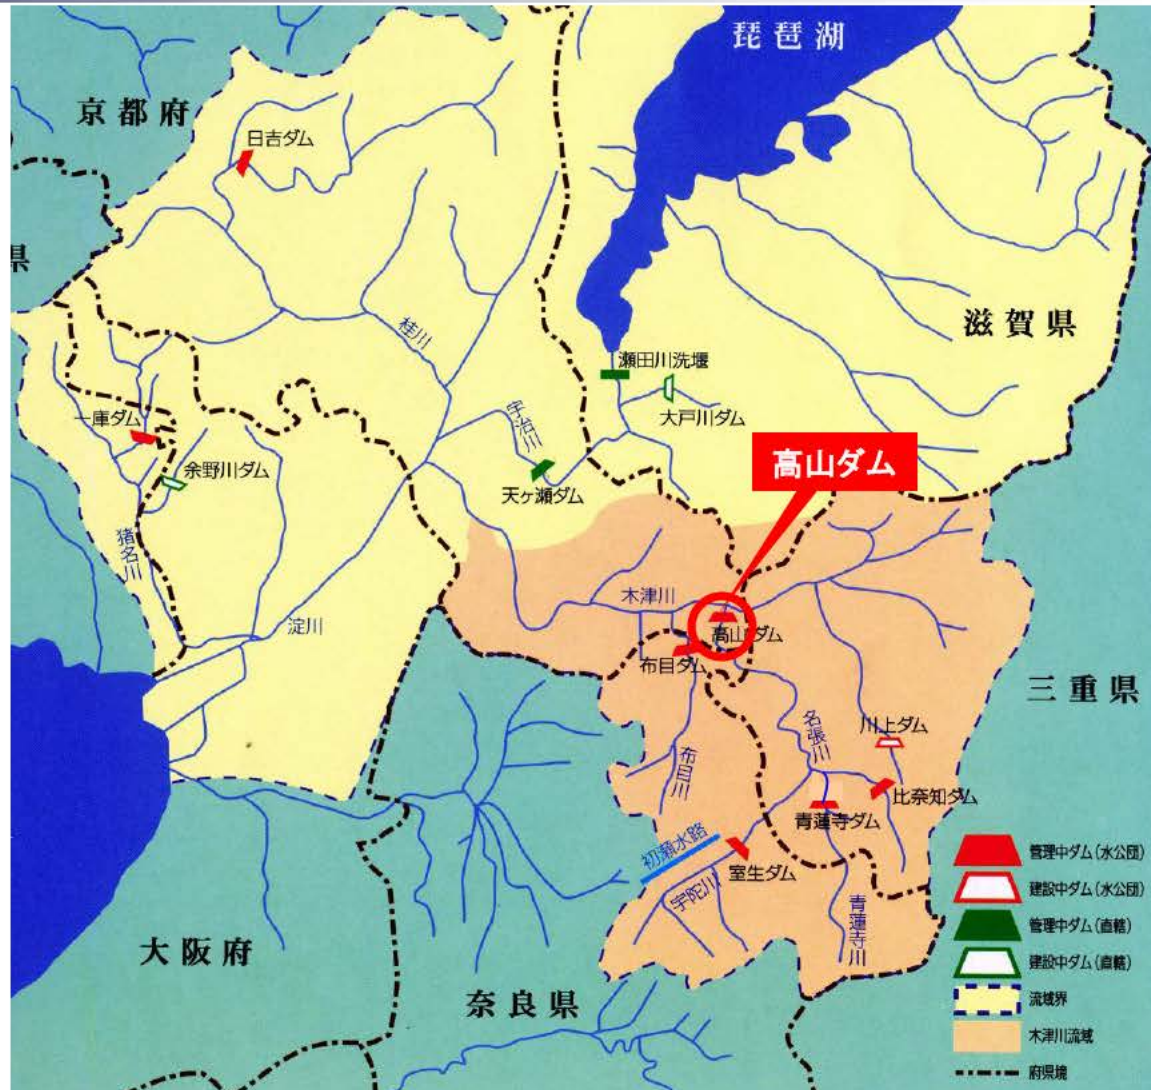 琵琶湖
京都府
日吉ダム
県
滋賀県
桂川
瀬田川洗堰
大戸川ダム
宇治川
一庫ダム
余野川ダム
天ヶ瀬ダム
高山ダム
猪名川
淀川
木津川
高山ダム
布目ダム
三重県
名張川
川上ダム
布目川
比奈知ダム
青蓮寺ダム
初瀬水路
室生ダム
宇陀川
青蓮寺川
大阪府
奈良県
管理中ダム(水公団)
建設中ダム(水公団)
管理中ダム(直轄)
建設中ダム(直轄)
流域界
木津川流域
府県境